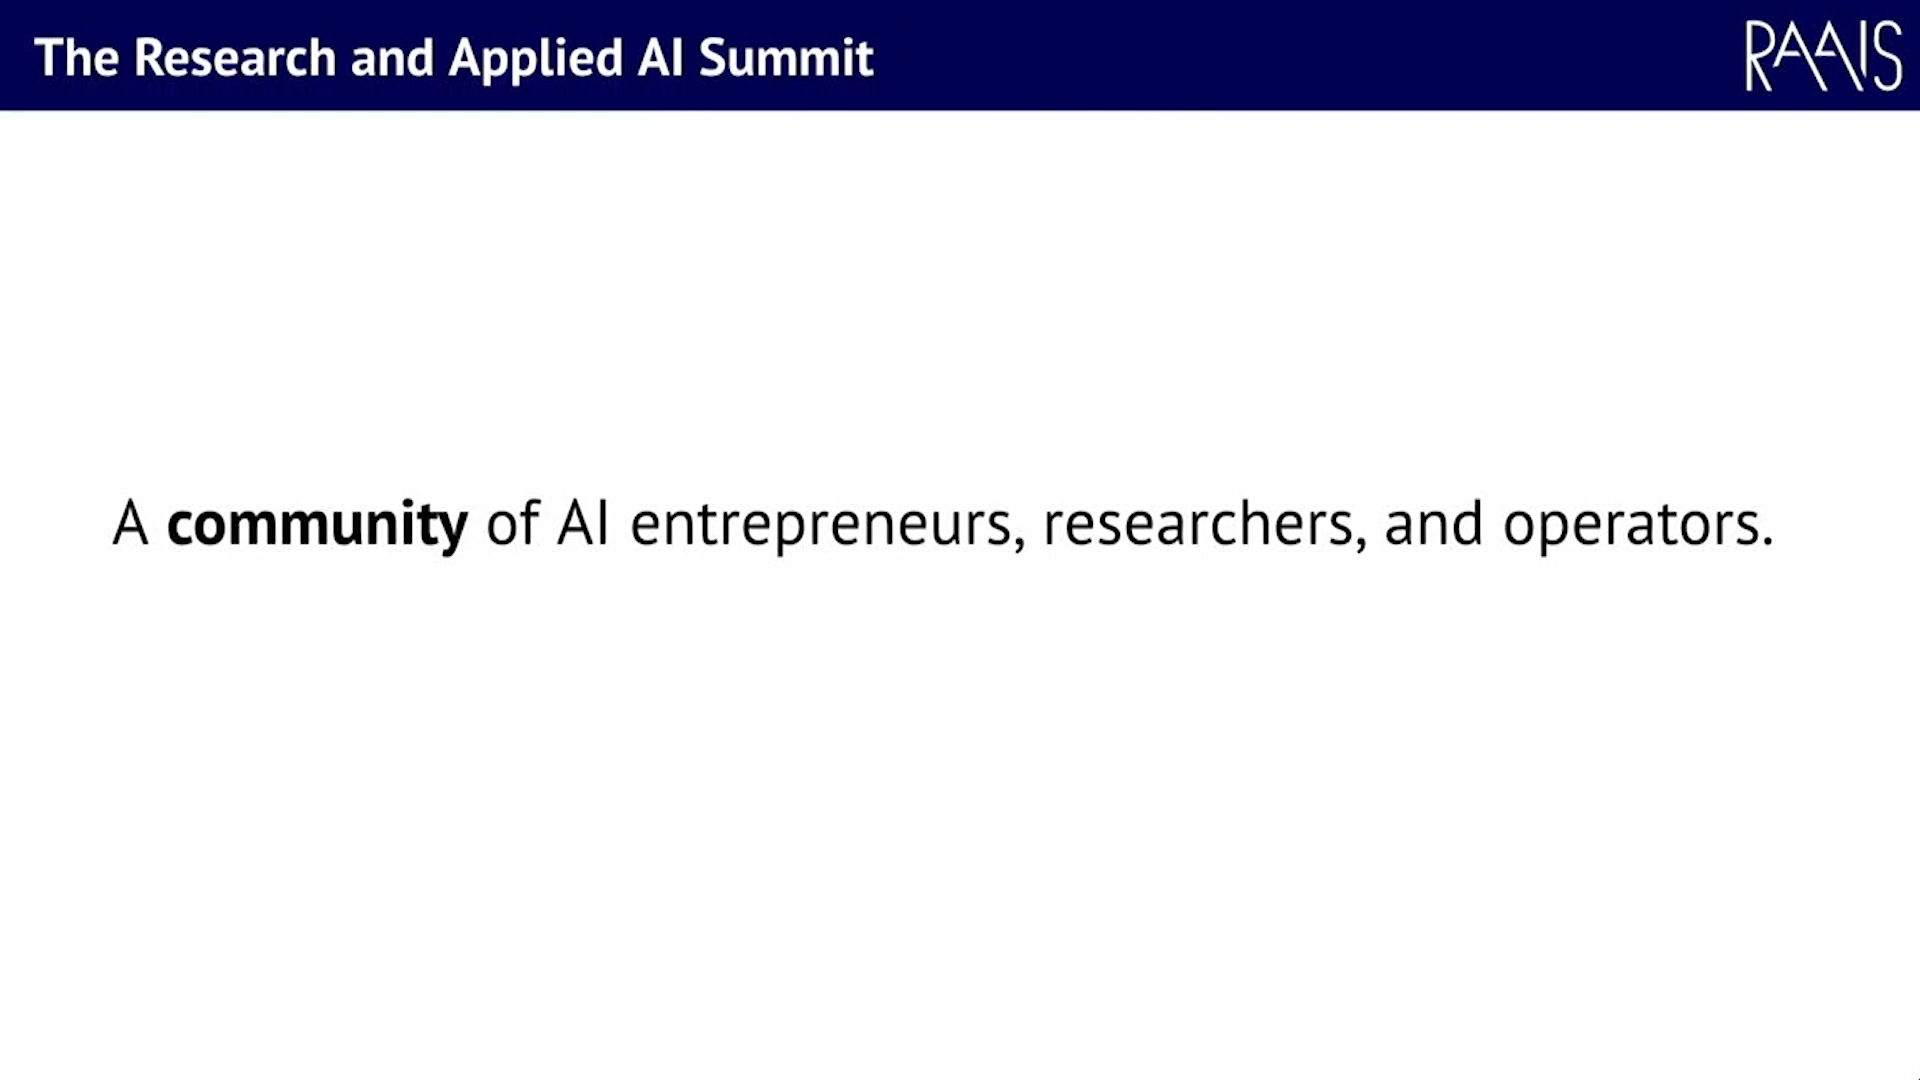 The Research and Applied AI Summit
RAAIS
A community of AI entrepreneurs, researchers, and operators.